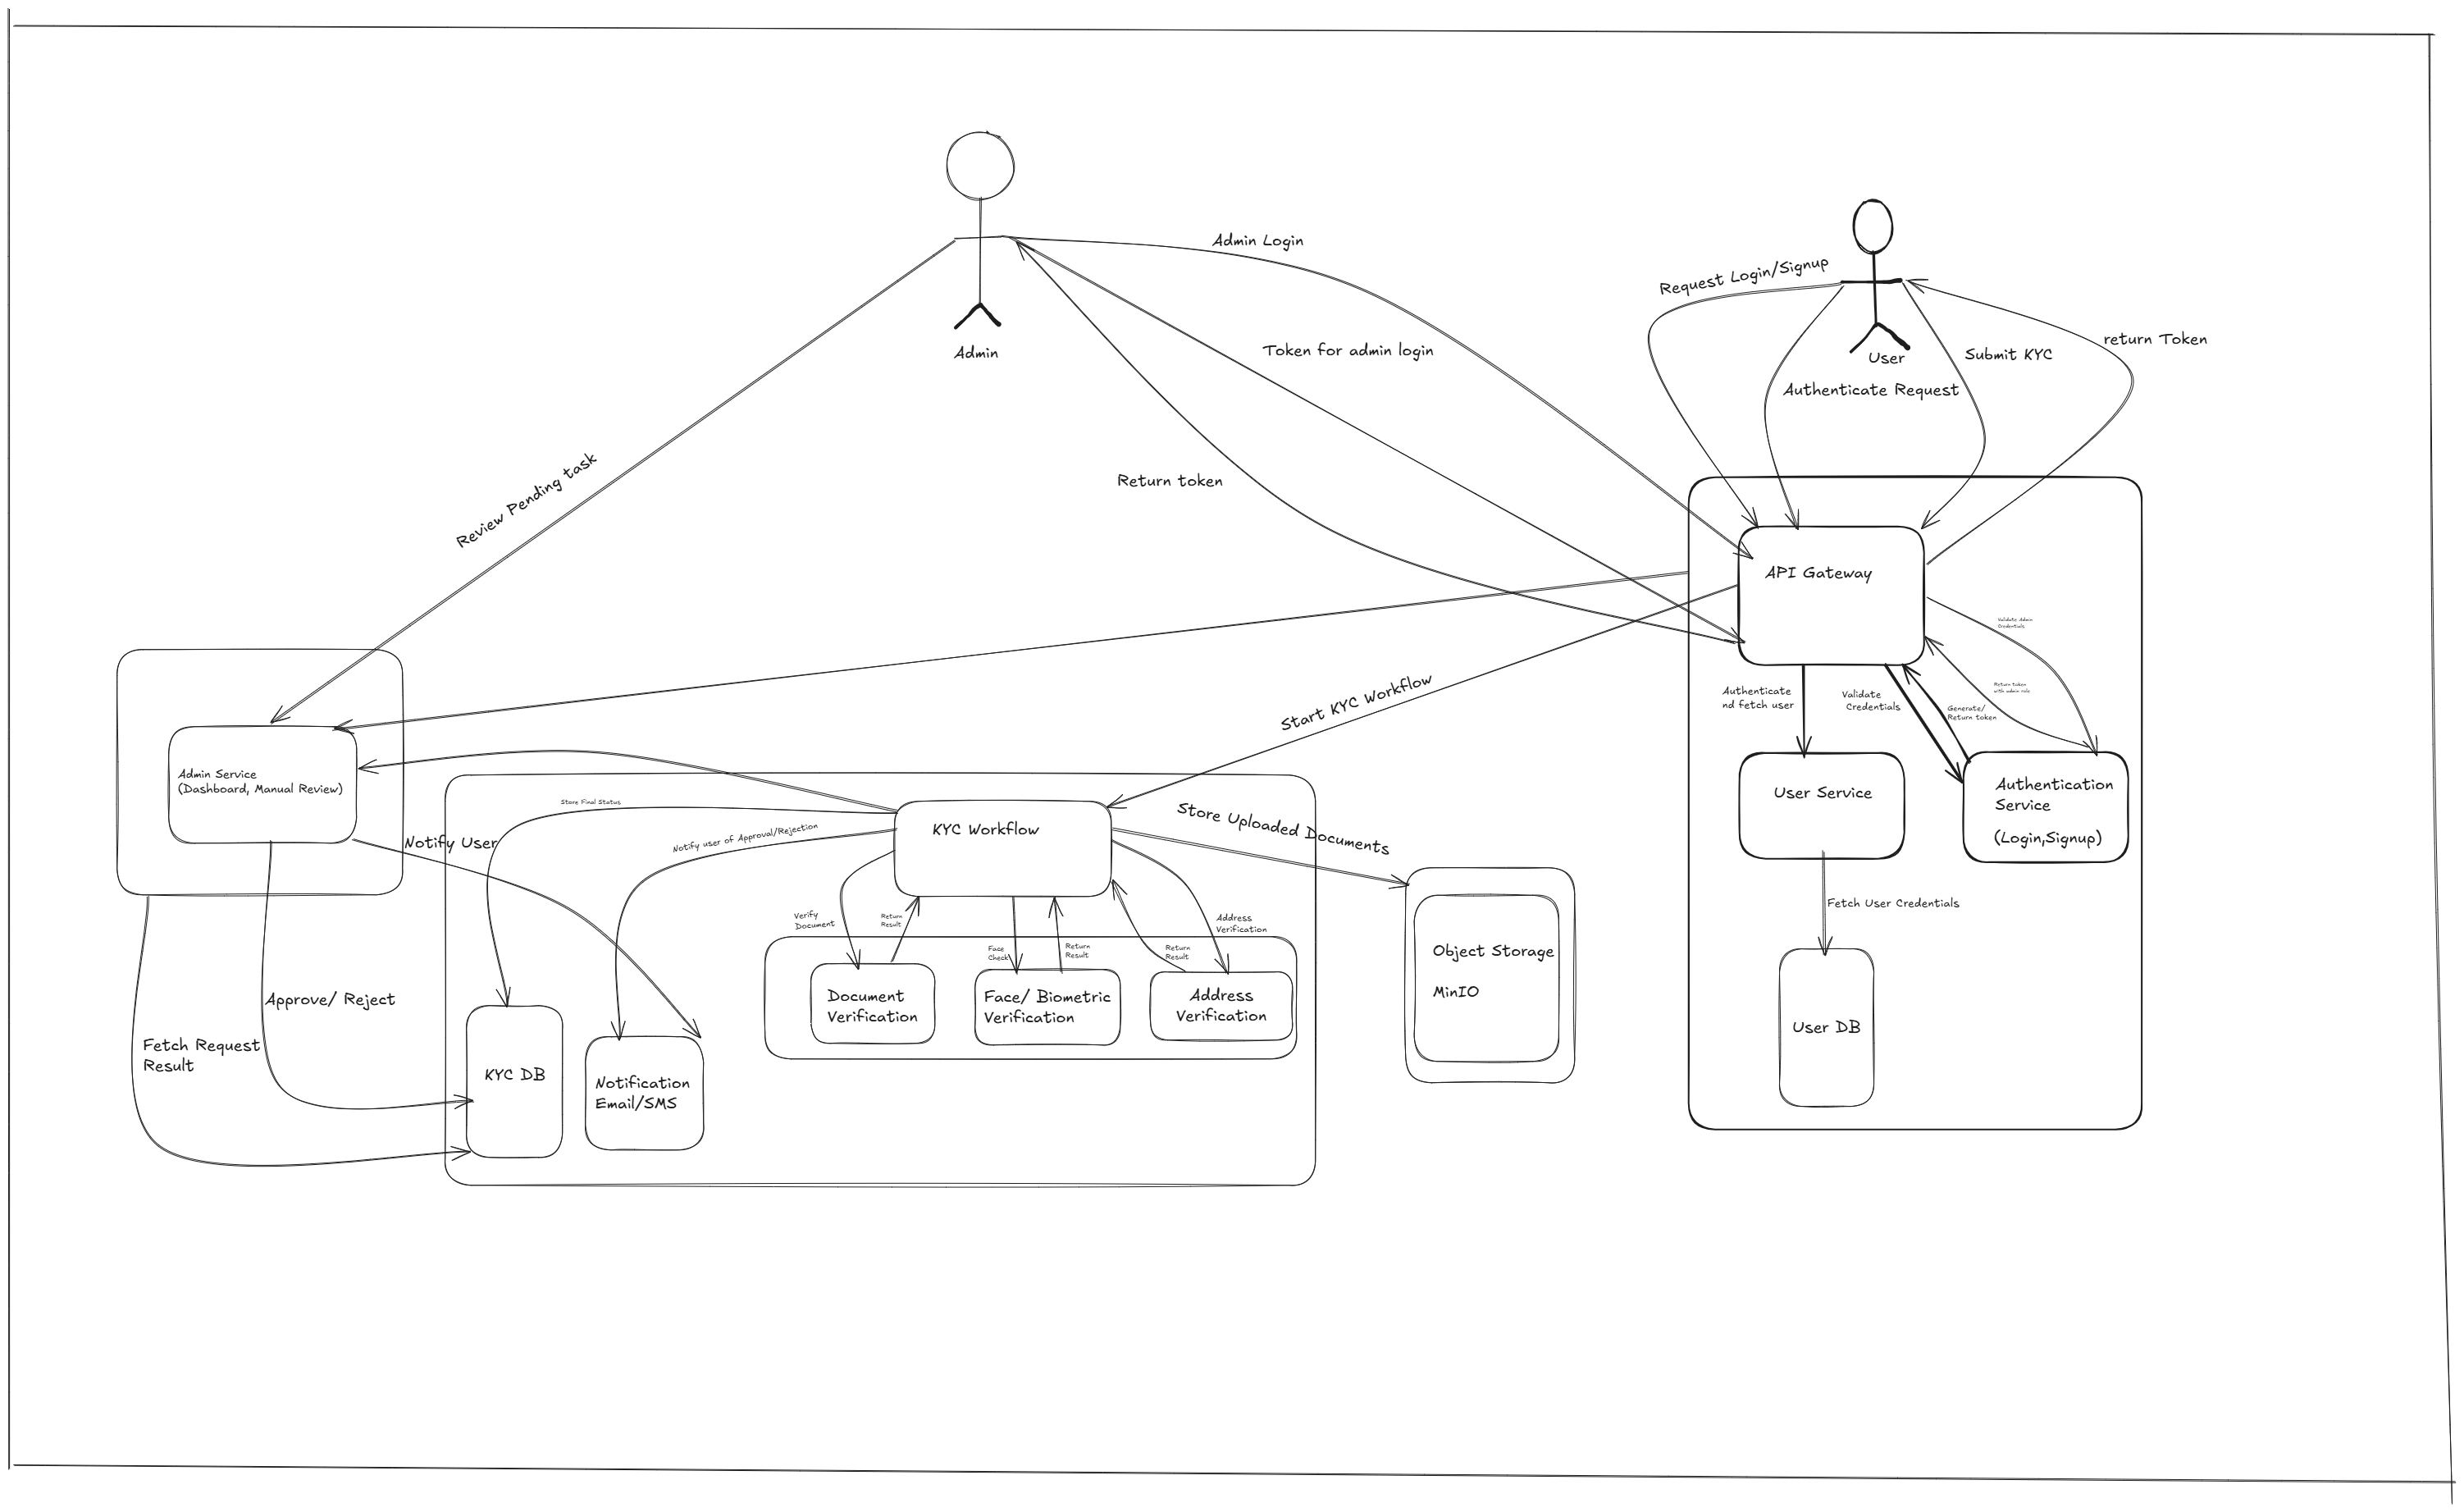 Admin Login
Request Login/Signup
return Token
Token for admin login
Admin
User
Submit KYC
Authenticate Request
Review Pending task
Return token
API Gateway
Validate Admin
Credentials
Return token
with admin role
Start KYC Workflow
Authenticate
nd fetch user
Validate
Credentials
Generate/
Return token
Admin Service
(Dashboard, Manual Review)
User Service
Authentication
Service
(Login,Signup)
Store Final Status
Notify user of Approval/Rejection
KYC Workflow
Store Uploaded Documents
Notify User
Verify
Document
Return
Result
Face
Check
Return
Result
Return
Result
Address
Verification
Fetch User Credentials
Document
Verification
Face/ Biometric
Verification
Address
Verification
Object Storage
MinIO
Approve/ Reject
Fetch Request
Result
KYC DB
Notification
Email/SMS
User DB